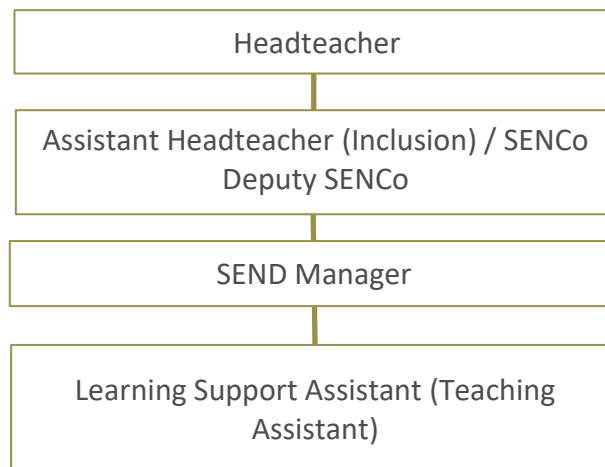 Headteacher
Assistant Headteacher (Inclusion) / SENCo
Deputy SENCo
SEND Manager
Learning Support Assistant (Teaching
Assistant)